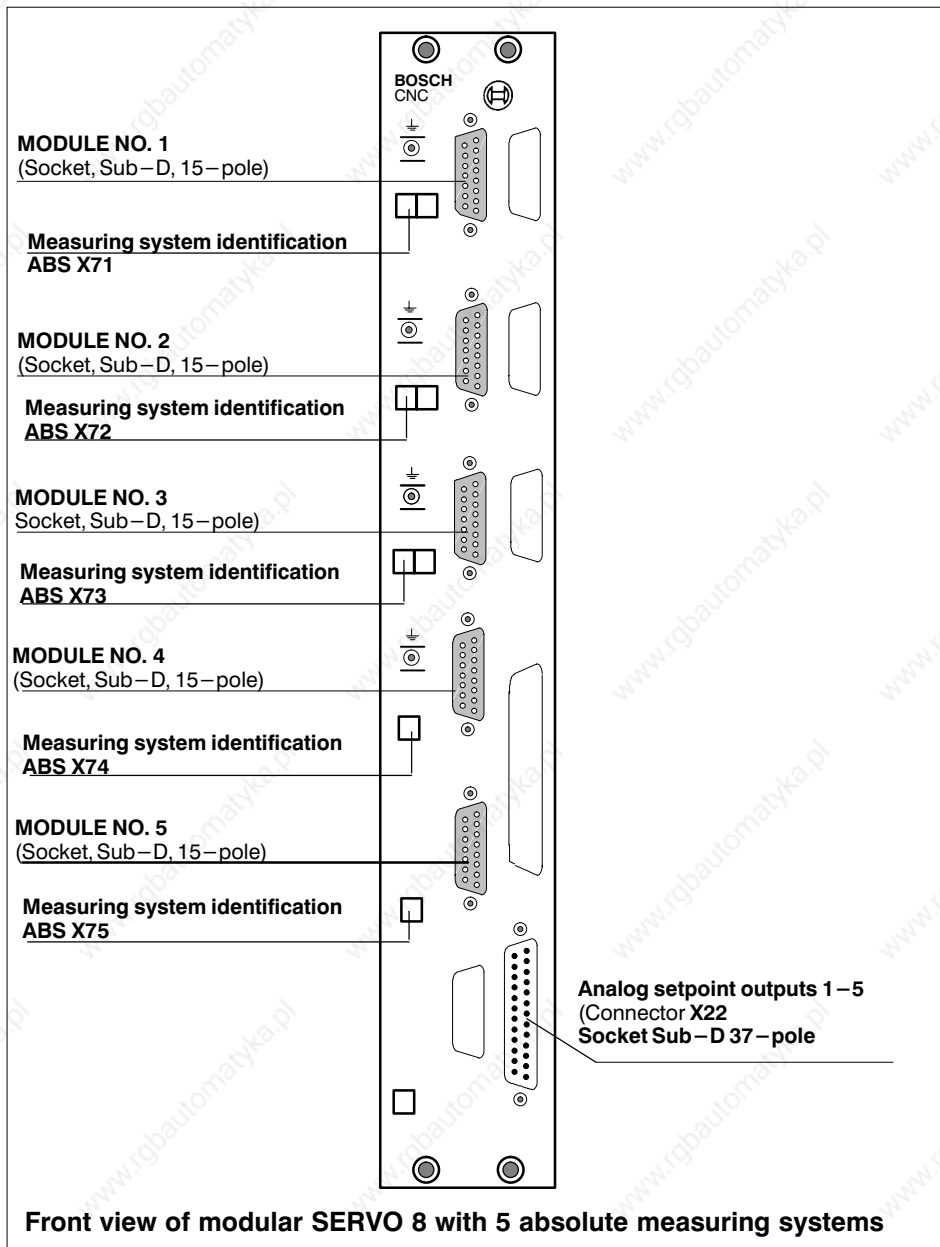 BOSCH
CNC
MODULE NO. 1
(Socket, Sub−D, 15−pole)
Measuring system identification
ABS X71
MODULE NO. 2
(Socket, Sub−D, 15−pole)
Measuring system identification
ABS X72
MODULE NO. 3
Socket, Sub−D, 15−pole)
Measuring system identification
ABS X73
MODULE NO. 4
(Socket, Sub−D, 15−pole)
Measuring system identification
ABS X74
MODULE NO. 5
(Socket, Sub−D, 15−pole)
Measuring system identification
ABS X75
Analog setpoint outputs 1−5
(Connector X22
Socket Sub−D 37−pole
Front view of modular SERVO 8 with 5 absolute measuring systems
www.rgbautomatyka.pl